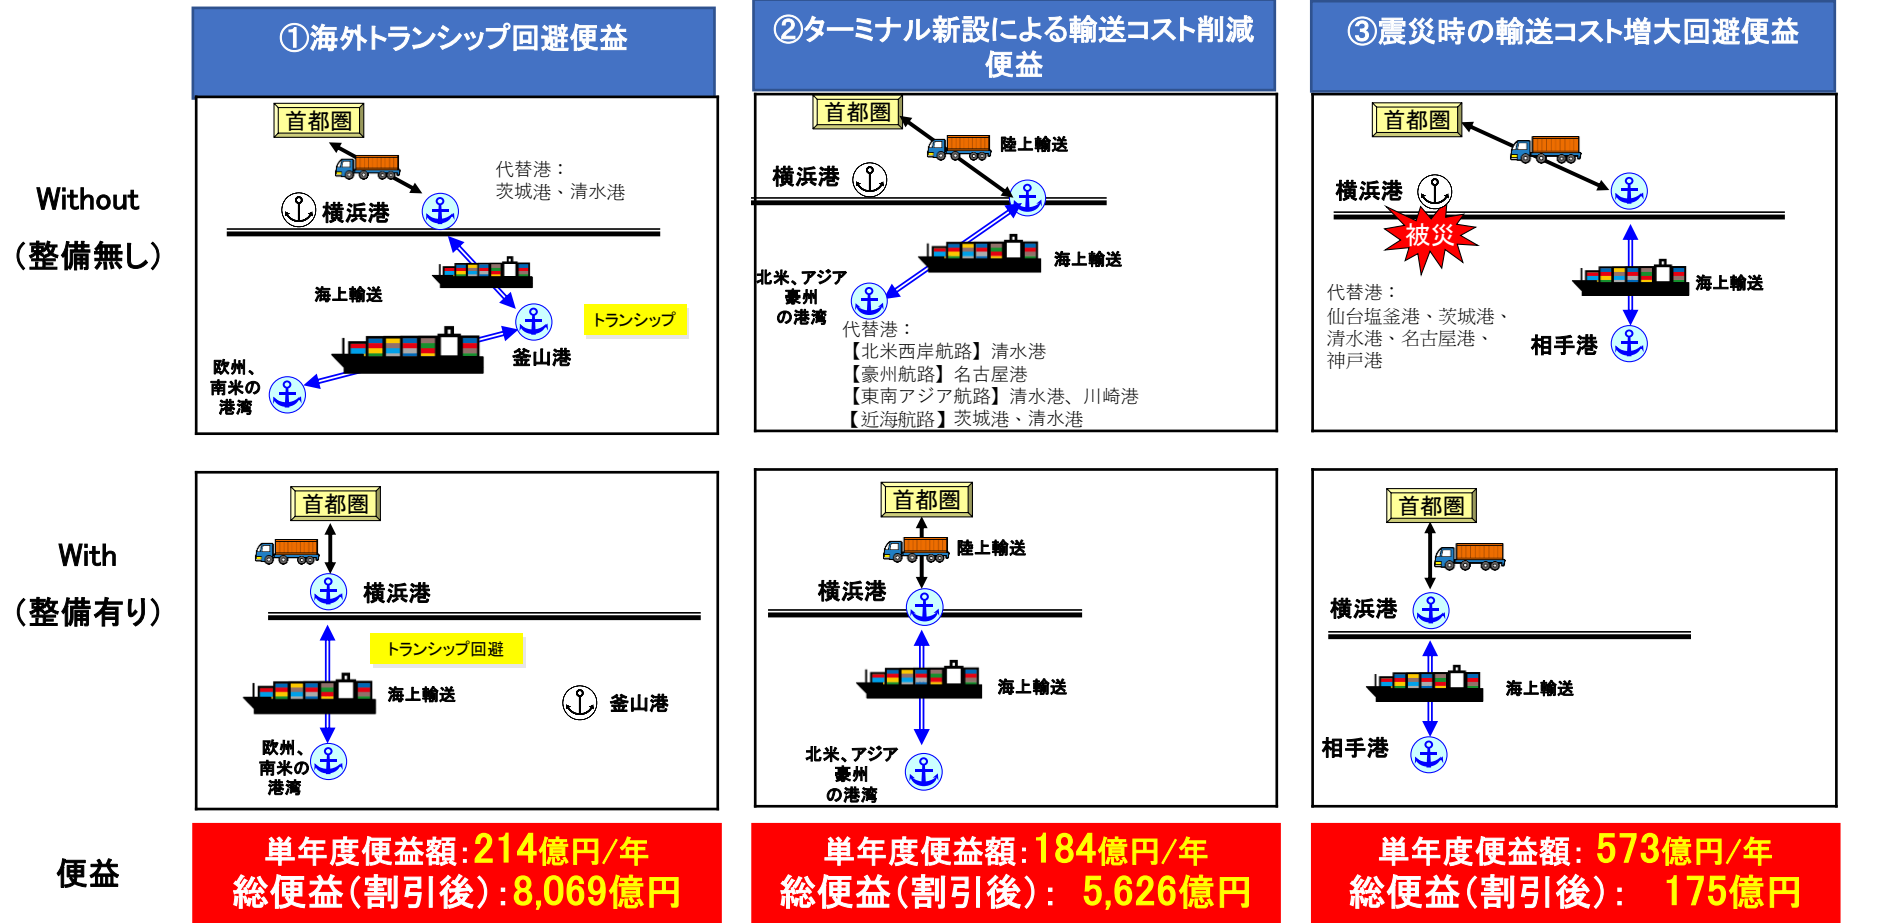 ①海外トランシップ回避便益
②ターミナル新設による輸送コスト削減
便益
③震災時の輸送コスト増大回避便益
Without
（整備無し）
首都圏
代替港：
茨城港、清水港
横浜港
海上輸送
トランシップ
釜山港
欧州、
南米の
港湾
首都圏
陸上輸送
横浜港
海上輸送
北米、アジア
豪州
の港湾
代替港：
【北米西岸航路】清水港
【豪州航路】名古屋港
【東南アジア航路】清水港、川崎港
【近海航路】茨城港、清水港
首都圏
横浜港
被災
海上輸送
代替港：
仙台塩釜港、茨城港、
清水港、名古屋港、
神戸港
相手港
With
（整備有り）
首都圏
横浜港
トランシップ回避
海上輸送
釜山港
欧州、
南米の
港湾
首都圏
陸上輸送
横浜港
海上輸送
北米、アジア
豪州
の港湾
首都圏
横浜港
海上輸送
相手港
便益
単年度便益額：214億円/年
総便益（割引後）：8,069億円
単年度便益額：184億円/年
総便益（割引後）： 5,626億円
単年度便益額： 573億円/年
総便益（割引後）： 175億円